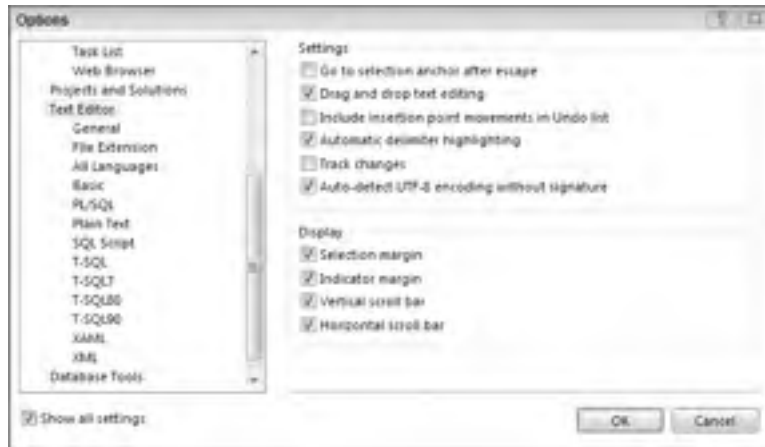 Options
Task List
Web Browser
Projects and Solutions
Text Editor
General
File Extension
All Languages
Basic
PL/SQL
Plain Text
SQL Script
T-SQL
T-SQL7
T-SQL80
T-SQL90
XAML
XML
Database Tools
Show all settings
Settings
Go to selection anchor after escape
Drag and drop text editing
Include insertion point movements in Undo list
Automatic delimiter highlighting
Track changes
Auto-detect UTF-8 encoding without signature
Display
Selection margin
Indicator margin
Vertical scroll bar
Horizontal scroll bar
OK
Cancel